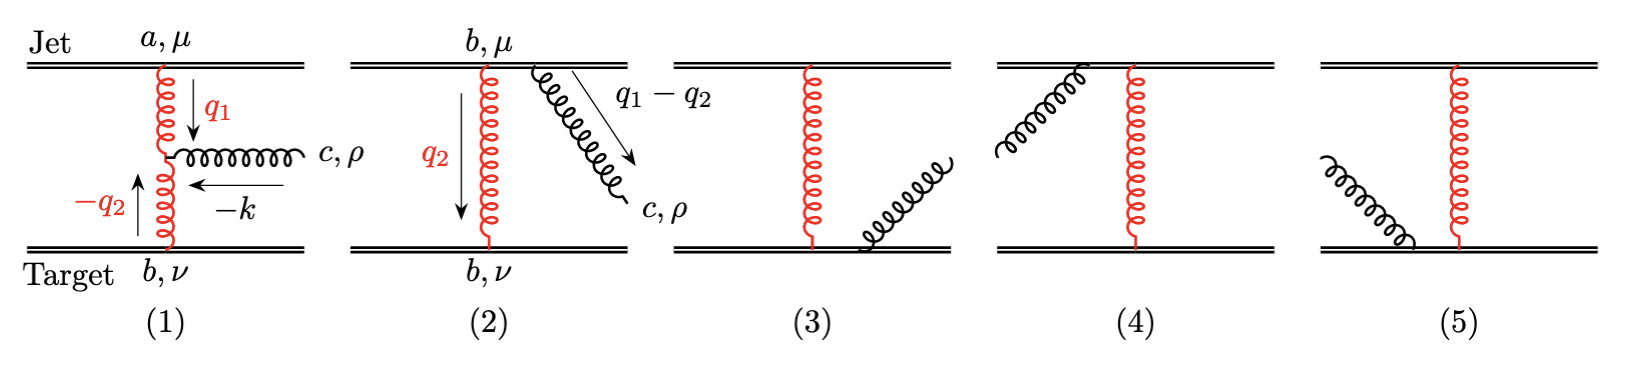 Jet
a, μ
q₁
c, ρ
−q₂
−k
Target
b, ν
(1)
b, μ
q₁ − q₂
q₂
c, ρ
b, ν
(2)
(3)
(4)
(5)